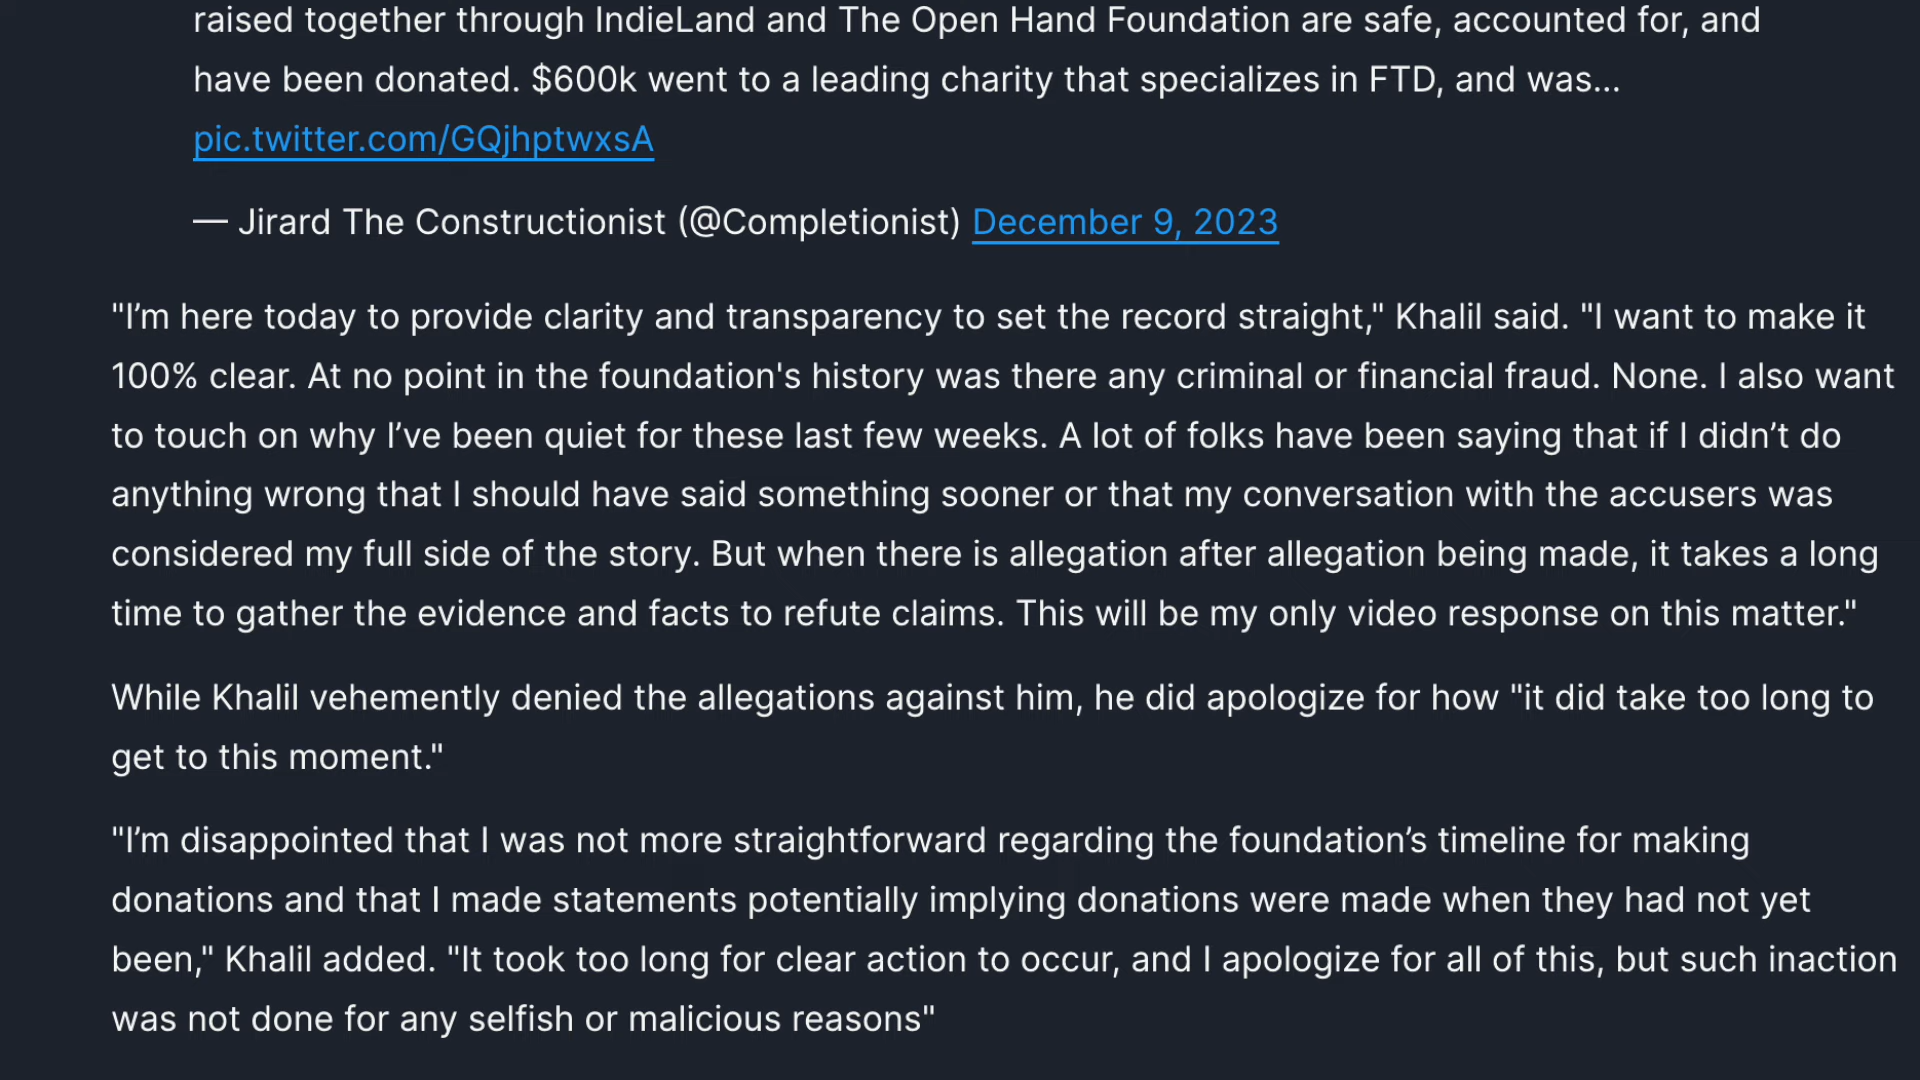 raised together through IndieLand and The Open Hand Foundation are safe, accounted for, and
have been donated. $600k went to a leading charity that specializes in FTD, and was...
pic.twitter.com/GQjhptwxsA
— Jirard The Constructionist (@Completionist) December 9, 2023
"I’m here today to provide clarity and transparency to set the record straight," Khalil said. "I want to make it
100% clear. At no point in the foundation's history was there any criminal or financial fraud. None. I also want
to touch on why I’ve been quiet for these last few weeks. A lot of folks have been saying that if I didn’t do
anything wrong that I should have said something sooner or that my conversation with the accusers was
considered my full side of the story. But when there is allegation after allegation being made, it takes a long
time to gather the evidence and facts to refute claims. This will be my only video response on this matter."
While Khalil vehemently denied the allegations against him, he did apologize for how "it did take too long to
get to this moment."
"I’m disappointed that I was not more straightforward regarding the foundation’s timeline for making
donations and that I made statements potentially implying donations were made when they had not yet
been," Khalil added. "It took too long for clear action to occur, and I apologize for all of this, but such inaction
was not done for any selfish or malicious reasons"